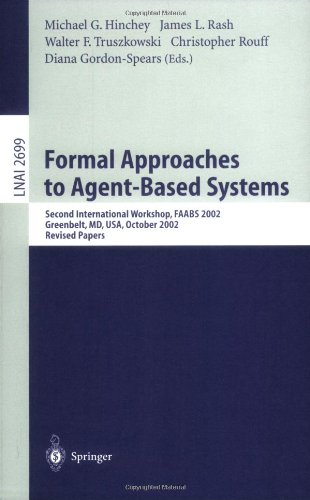 Michael G. Hinchey James L. Rash
Walter F. Truszkowski Christopher Rouff
Diana Gordon-Spears (Eds.)
LNAI 2699
Formal Approaches
to Agent-Based Systems
Second International Workshop, FAABS 2002
Greenbelt, MD, USA, October 2002
Revised Papers
Springer